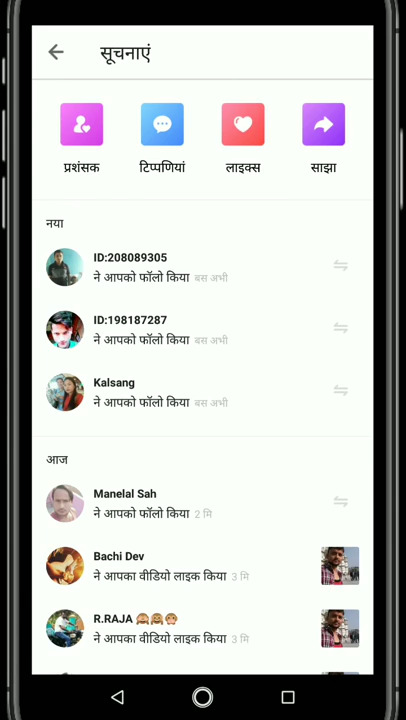 सूचनाएं
प्रशंसक टिप्पणियां लाइक्स साझा
नया
ID:208089305
ने आपको फॉलो किया बस अभी
ID:198187287
ने आपको फॉलो किया बस अभी
Kalsang
ने आपको फॉलो किया बस अभी
आज
Manelal Sah
ने आपको फॉलो किया 2 मि
Bachi Dev
ने आपका वीडियो लाइक किया 3 मि
R.RAJA 🙈🙈🙊
ने आपका वीडियो लाइक किया 3 मि